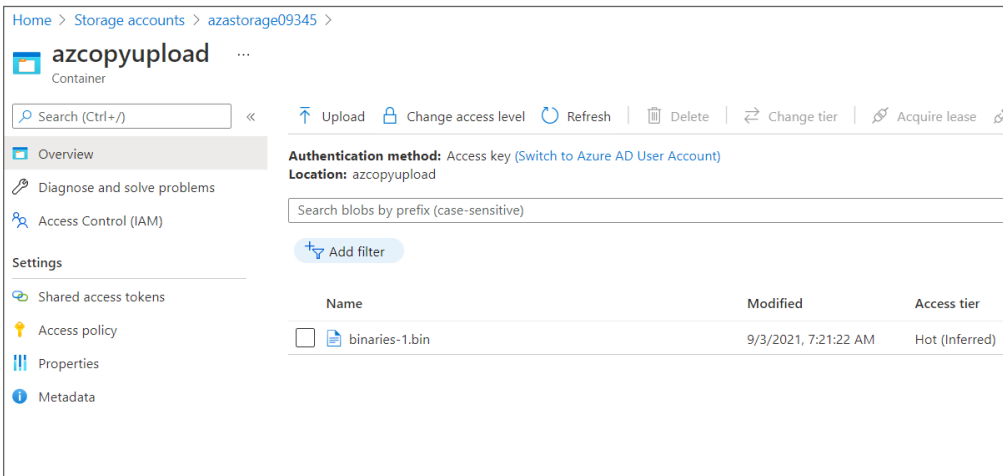 Home > Storage accounts > azastorage09345 >
azcopyupload ...
Container
Search (Ctrl+/) «
Overview
Diagnose and solve problems
Access Control (IAM)
Settings
Shared access tokens
Access policy
Properties
Metadata
Upload Change access level Refresh Delete Change tier Acquire lease
Authentication method: Access key (Switch to Azure AD User Account)
Location: azcopyupload
Search blobs by prefix (case-sensitive)
Add filter
Name Modified Access tier
binaries-1.bin 9/3/2021, 7:21:22 AM Hot (Inferred)